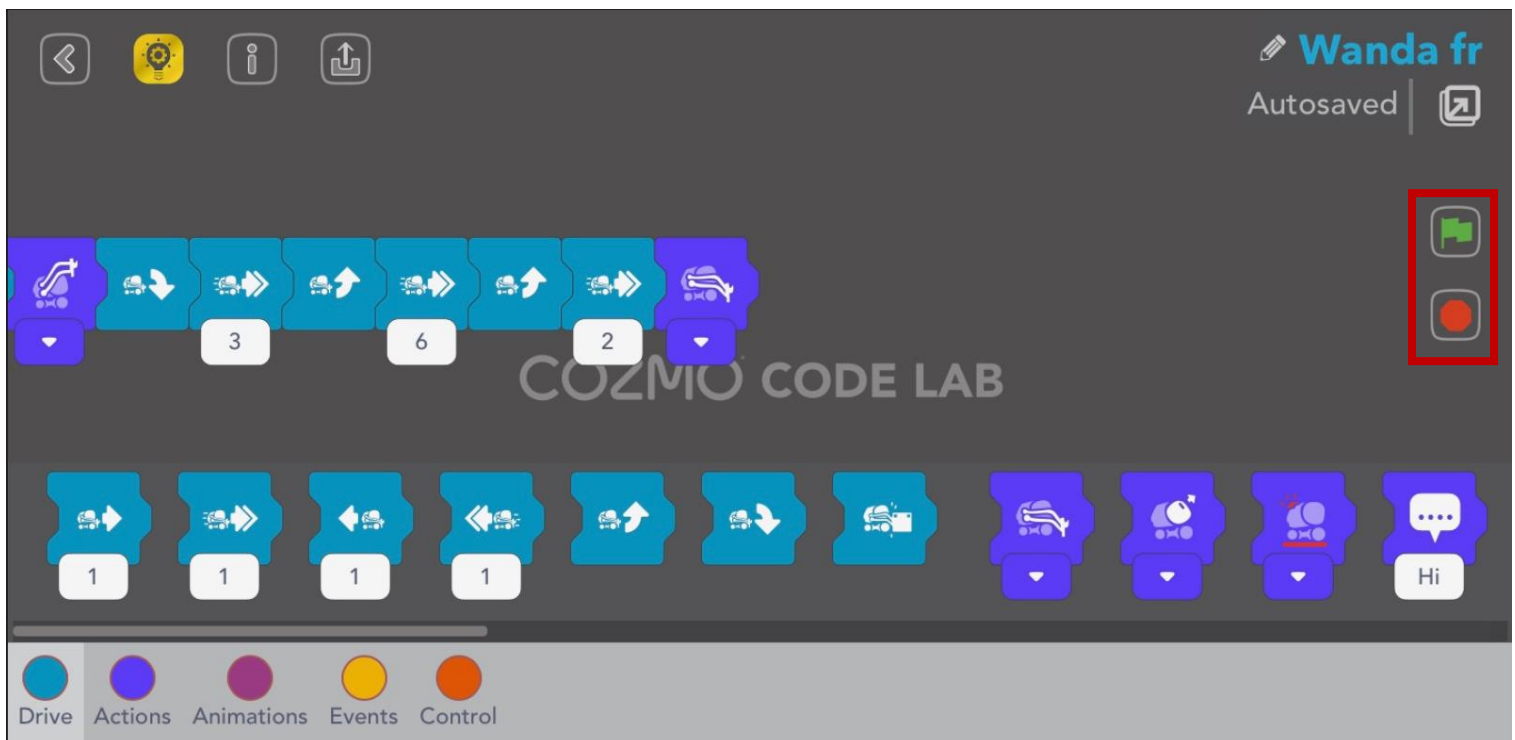 Wanda fr
Autosaved
3 6 2
COZMO CODE LAB
1 1 1 1 Hi
Drive Actions Animations Events Control